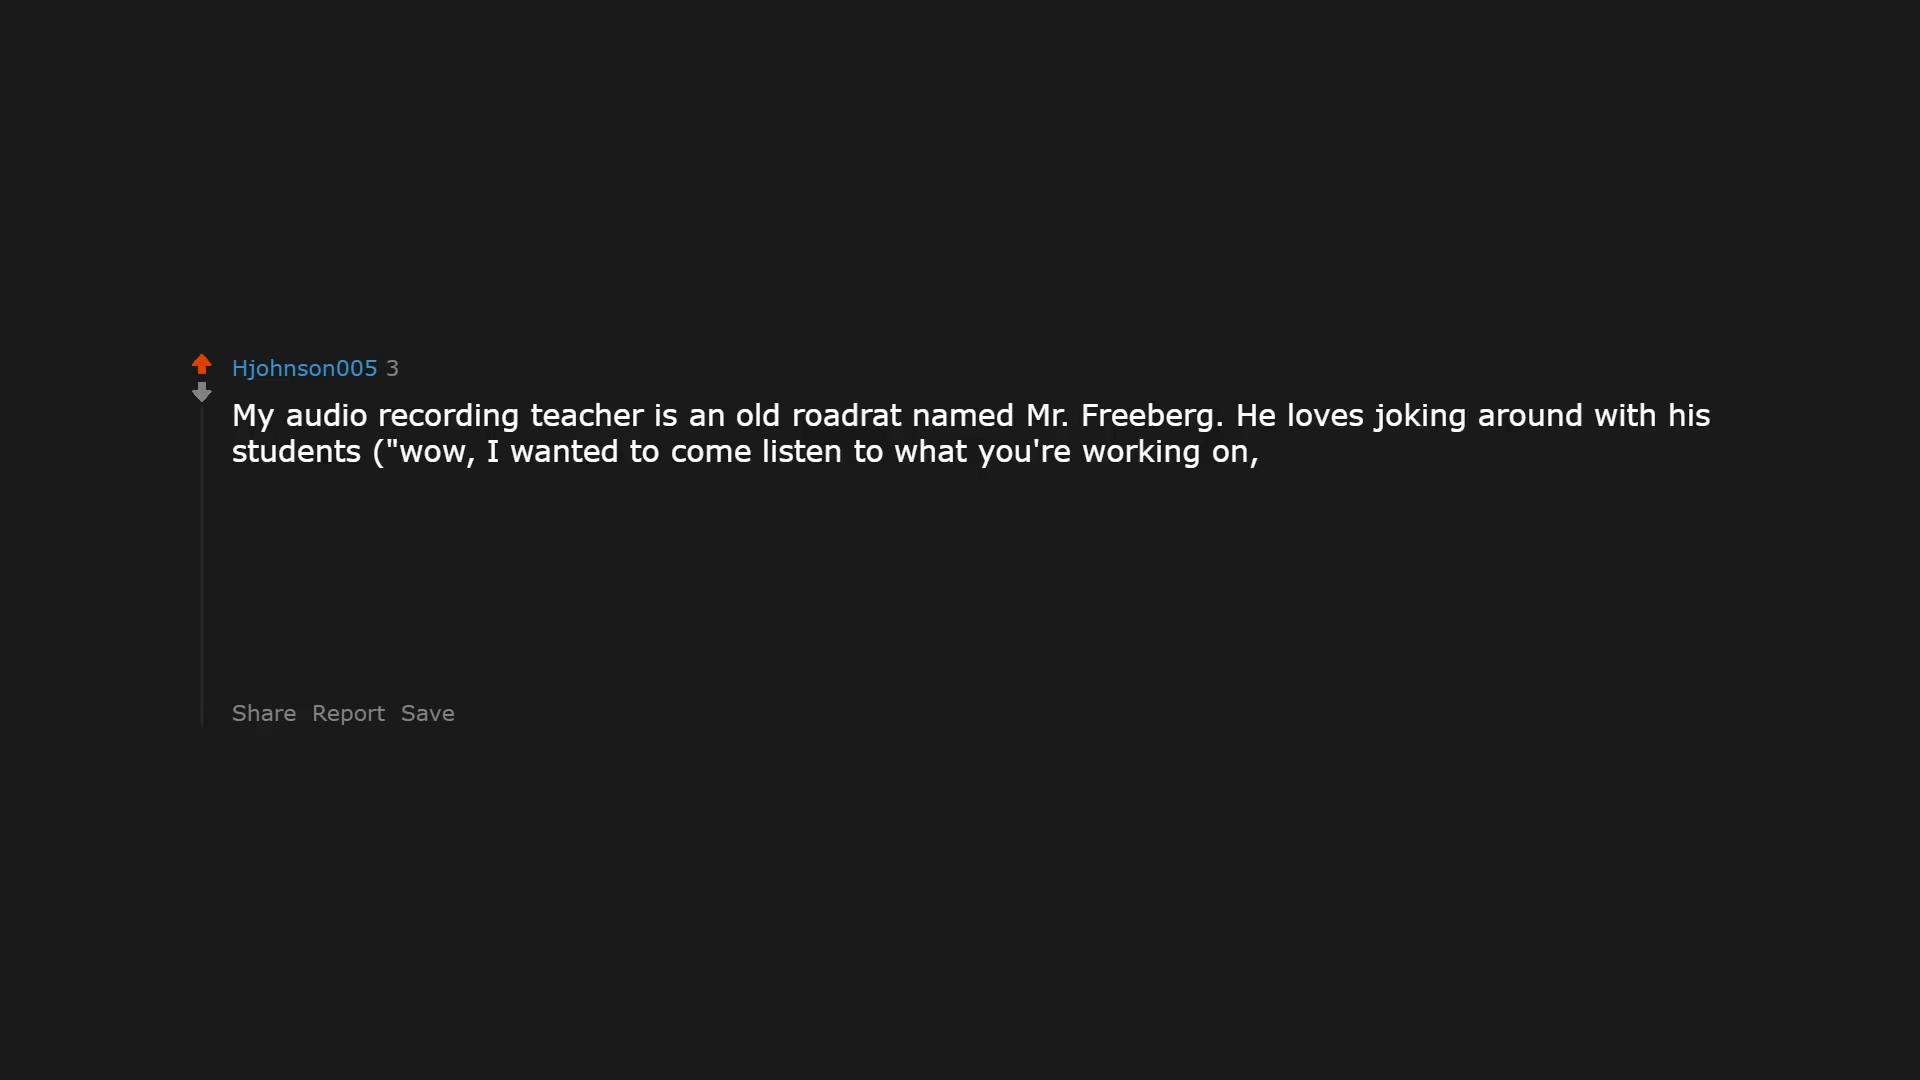 Hjohnson005 3
My audio recording teacher is an old roadrat named Mr. Freeberg. He loves joking around with his
students ("wow, I wanted to come listen to what you're working on,
Share Report Save